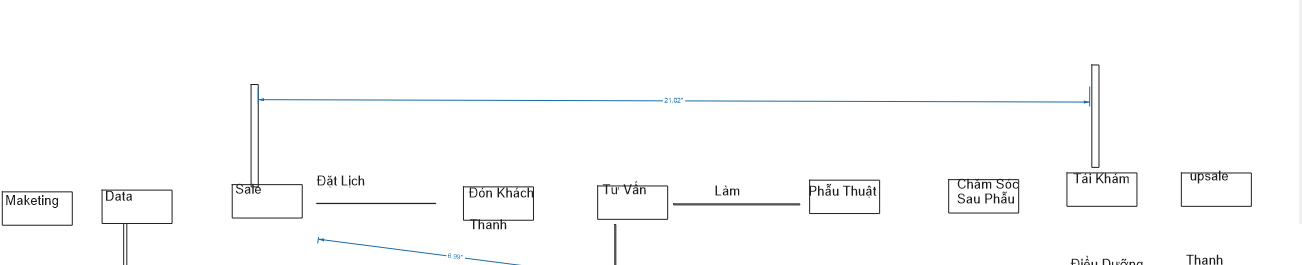 21.02"
Maketing
Data
Sale
Đặt Lịch
Đón Khách
Thanh
Tư Vấn
Làm
Phẫu Thuật
Chăm Sóc
Sau Phẫu
Tái Khám
upsale
6.99"
Điều Dưỡng
Thanh